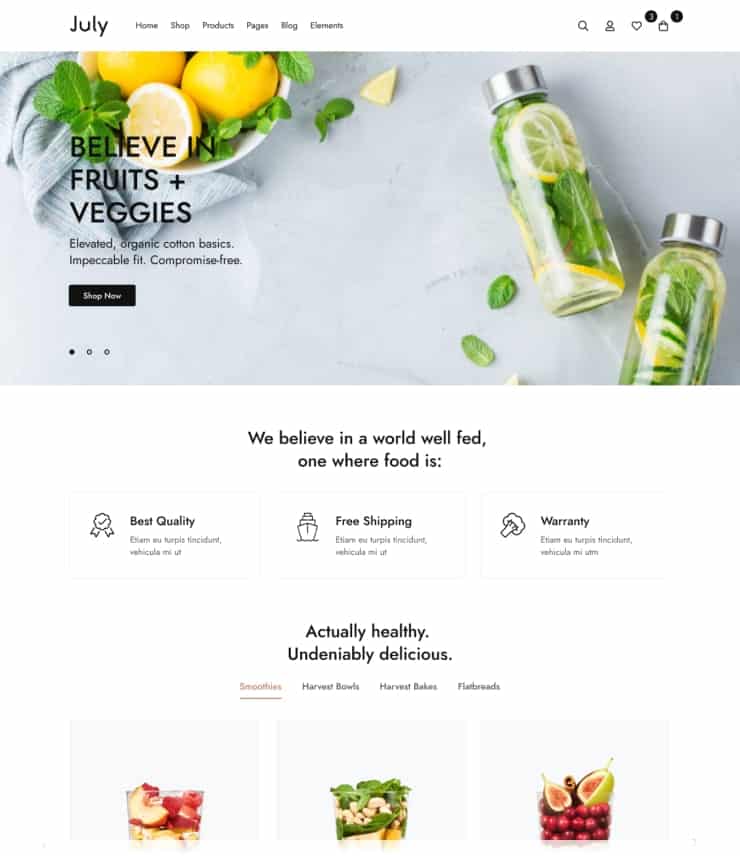 July
Home Shop Products Pages Blog Elements
3 1
BELIEVE IN
FRUITS +
VEGGIES
Elevated, organic cotton basics.
Impeccable fit. Compromise-free.
Shop Now
We believe in a world well fed,
one where food is:
Best Quality
Etiam eu turpis tincidunt,
vehicula mi ut
Free Shipping
Etiam eu turpis tincidunt,
vehicula mi ut
Warranty
Etiam eu turpis tincidunt,
vehicula mi utm
Actually healthy.
Undeniably delicious.
Smoothies Harvest Bowls Harvest Bakes Flatbreads